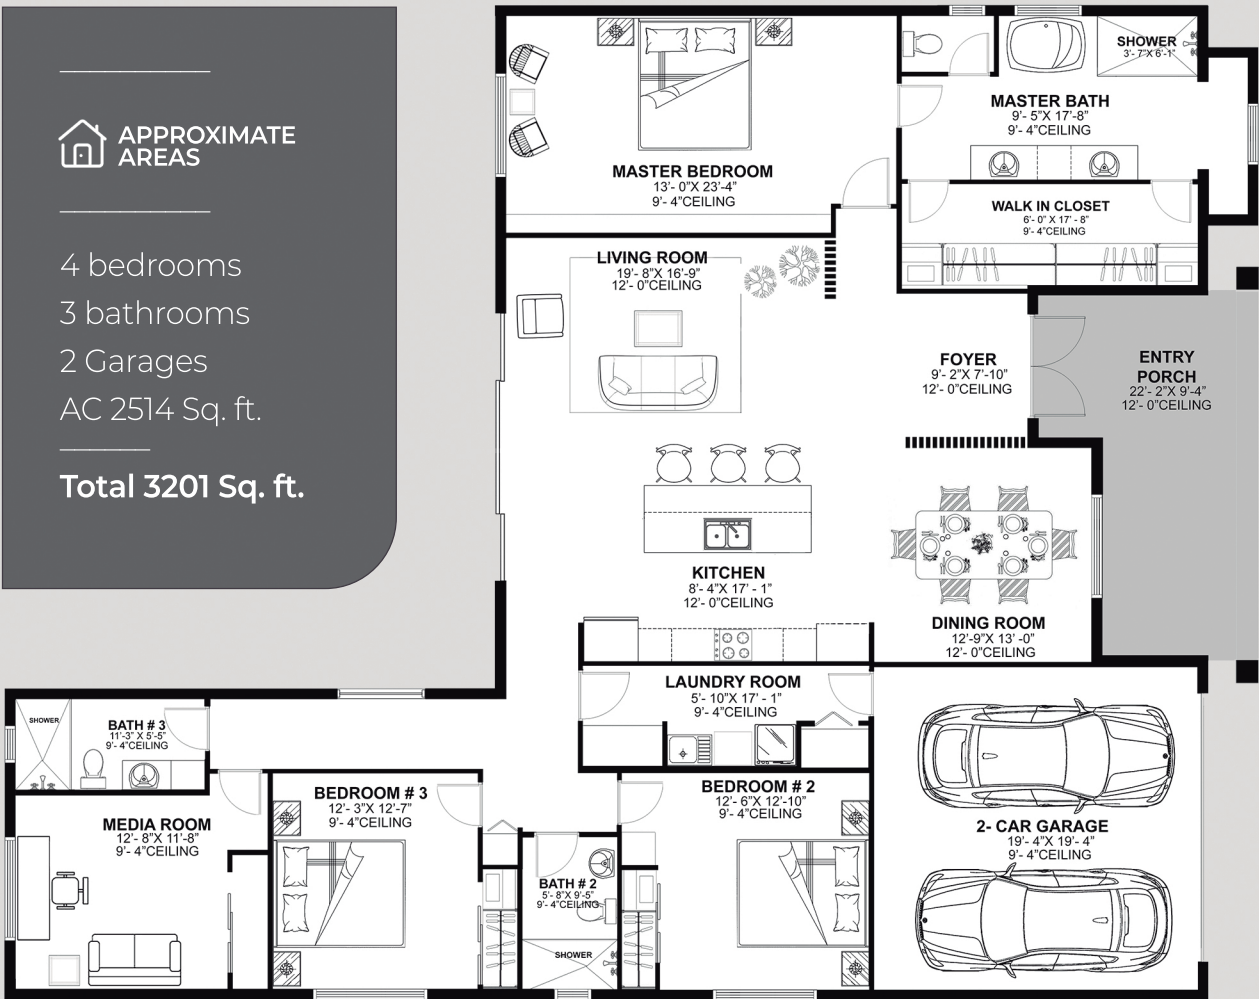 APPROXIMATE
AREAS
4 bedrooms
3 bathrooms
2 Garages
AC 2514 Sq. ft.
Total 3201 Sq. ft.
MASTER BEDROOM
13'- 0"X 23'-4"
9'- 4"CEILING
SHOWER
3'- 7"X 6'-1"
MASTER BATH
9'- 5"X 17'-8"
9'- 4"CEILING
WALK IN CLOSET
6'- 0" X 17' - 8"
9'- 4"CEILING
LIVING ROOM
19'- 8"X 16'-9"
12'- 0"CEILING
FOYER
9'- 2"X 7'-10"
12'- 0"CEILING
ENTRY
PORCH
22'- 2"X 9'-4"
12'- 0"CEILING
KITCHEN
8'- 4"X 17' - 1"
12'- 0"CEILING
DINING ROOM
12'-9"X 13' -0"
12'- 0"CEILING
LAUNDRY ROOM
5'- 10"X 17' - 1"
9'- 4"CEILING
SHOWER
BATH # 3
11'-3" X 5'-5"
9'- 4"CEILING
MEDIA ROOM
12'- 8"X 11'-8"
9'- 4"CEILING
BEDROOM # 3
12'- 3"X 12'-7"
9'- 4"CEILING
BATH # 2
5'- 8"X 9'-5"
9'- 4"CEILING
SHOWER
BEDROOM # 2
12'- 6"X 12'-10"
9'- 4"CEILING
2- CAR GARAGE
19'- 4"X 19'- 4"
9'- 4"CEILING